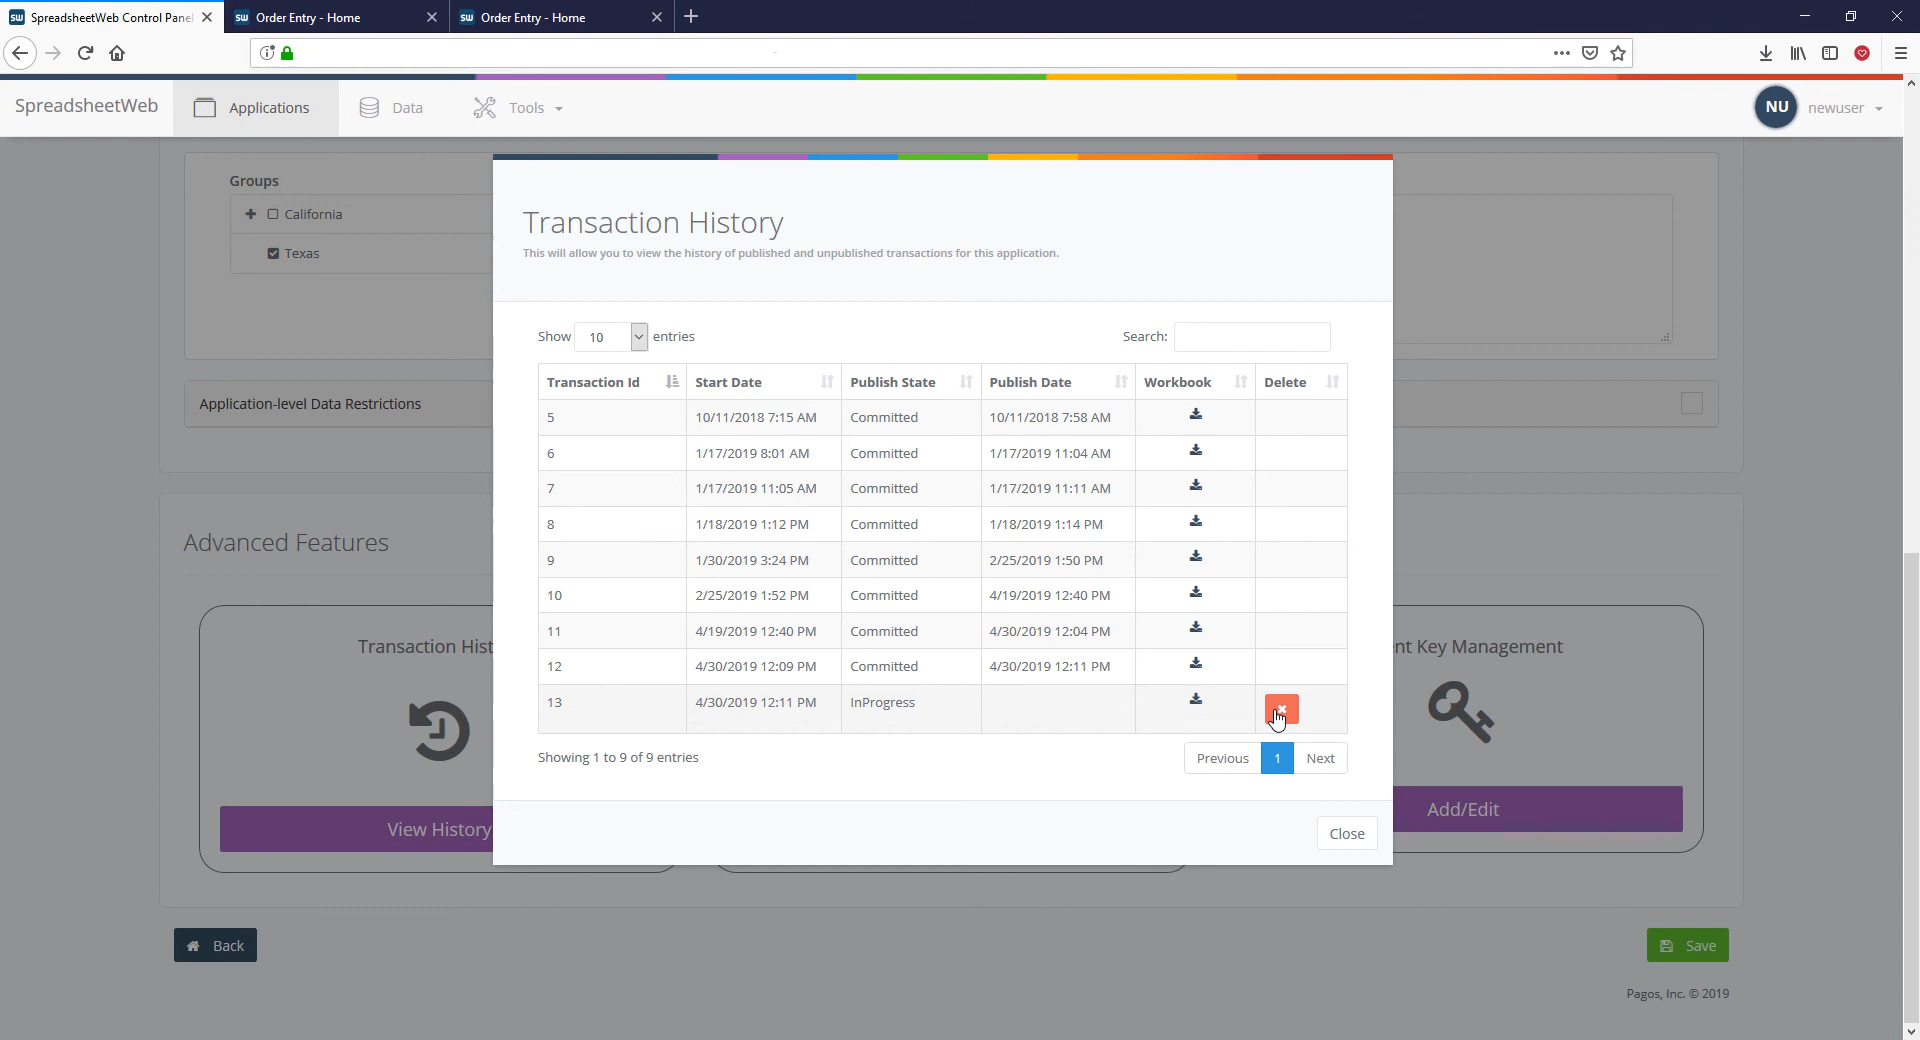 SpreadsheetWeb Control Pane
Order Entry - Home
Order Entry - Home
SpreadsheetWeb
Applications
Data
Tools
NU
newuser
Groups
California
Texas
Application-level Data Restrictions
Advanced Features
Transaction Hist
View History
nt Key Management
Add/Edit
Transaction History
This will allow you to view the history of published and unpublished transactions for this application.
Show 10 entries
Search:
Transaction Id Start Date Publish State Publish Date Workbook Delete
5 10/11/2018 7:15 AM Committed 10/11/2018 7:58 AM
6 1/17/2019 8:01 AM Committed 1/17/2019 11:04 AM
7 1/17/2019 11:05 AM Committed 1/17/2019 11:11 AM
8 1/18/2019 1:12 PM Committed 1/18/2019 1:14 PM
9 1/30/2019 3:24 PM Committed 2/25/2019 1:50 PM
10 2/25/2019 1:52 PM Committed 4/19/2019 12:40 PM
11 4/19/2019 12:40 PM Committed 4/30/2019 12:04 PM
12 4/30/2019 12:09 PM Committed 4/30/2019 12:11 PM
13 4/30/2019 12:11 PM InProgress
Showing 1 to 9 of 9 entries
Previous 1 Next
Close
Back
Save
Pagos, Inc. © 2019